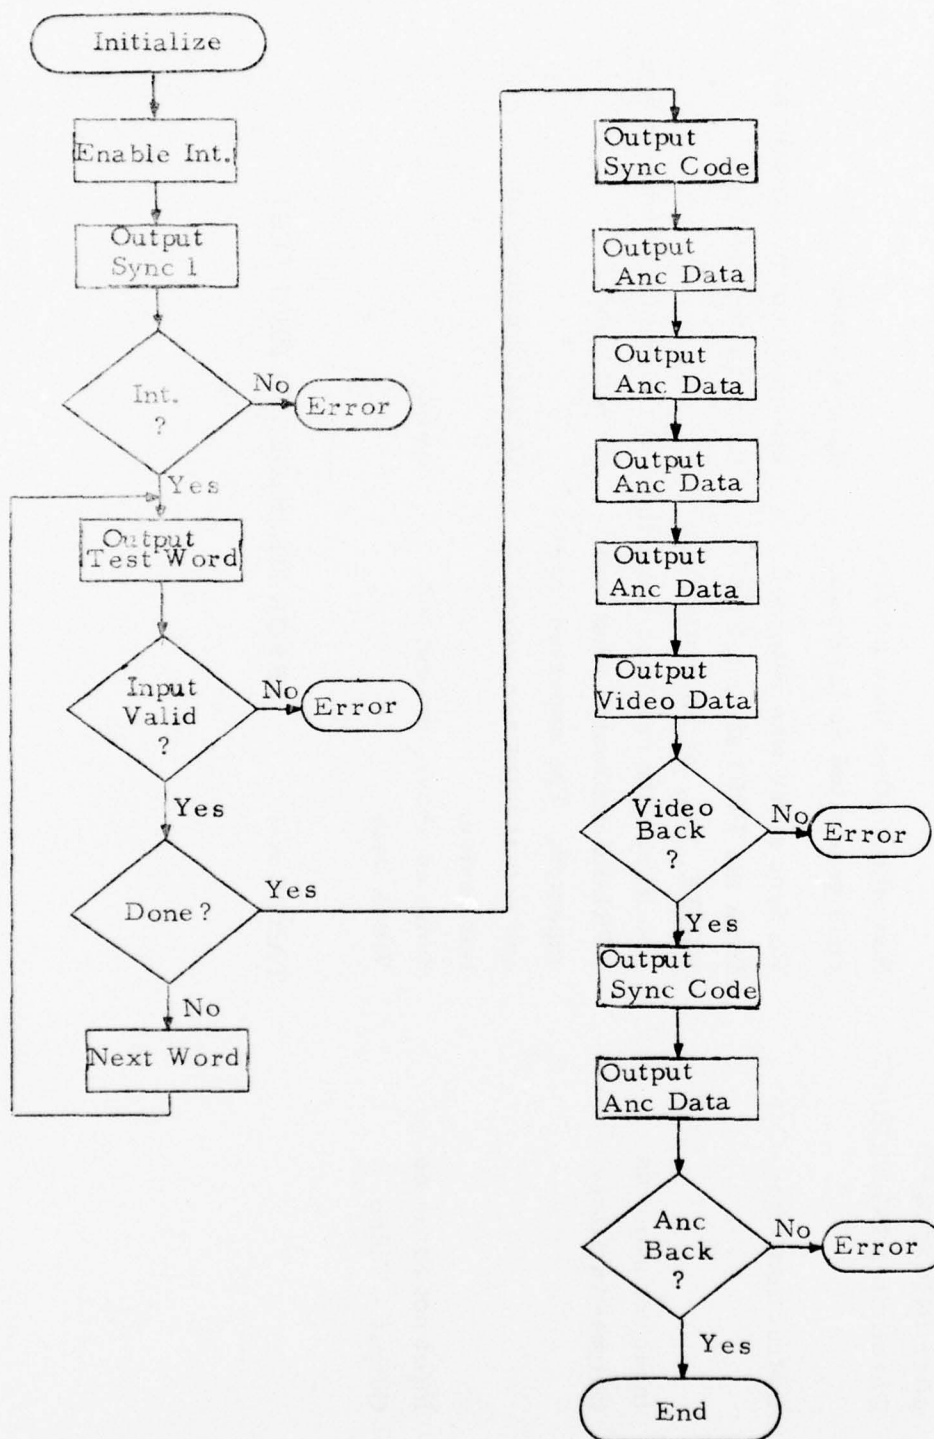 Initialize
Enable Int.
Output
Sync 1
Int.
?
No
Error
Yes
Output
Test Word
Input
Valid
?
No
Error
Yes
Done?
Yes
No
Next Word
Output
Sync Code
Output
Anc Data
Output
Anc Data
Output
Anc Data
Output
Anc Data
Output
Video Data
Video
Back
?
No
Error
Yes
Output
Sync Code
Output
Anc Data
Anc
Back
?
No
Error
Yes
End